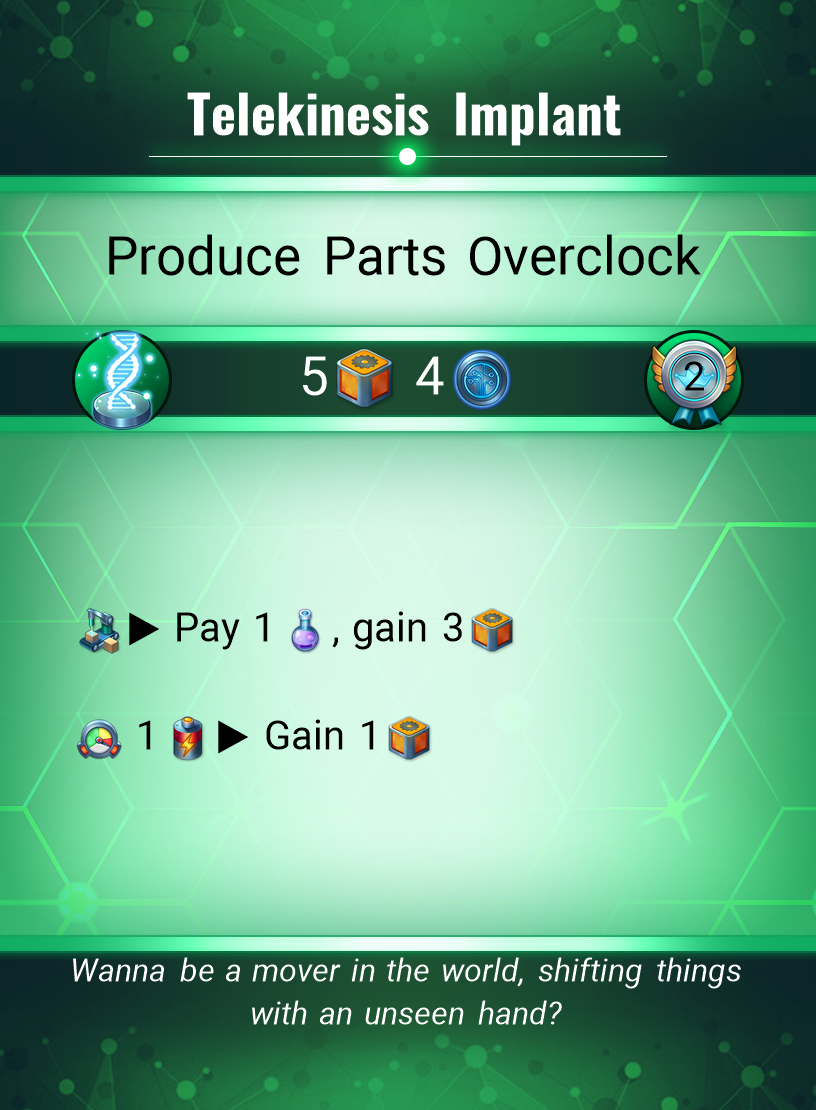 Telekinesis Implant
Produce Parts Overclock
5 4 2
Pay 1 , gain 3
1 Gain 1
Wanna be a mover in the world, shifting things
with an unseen hand?